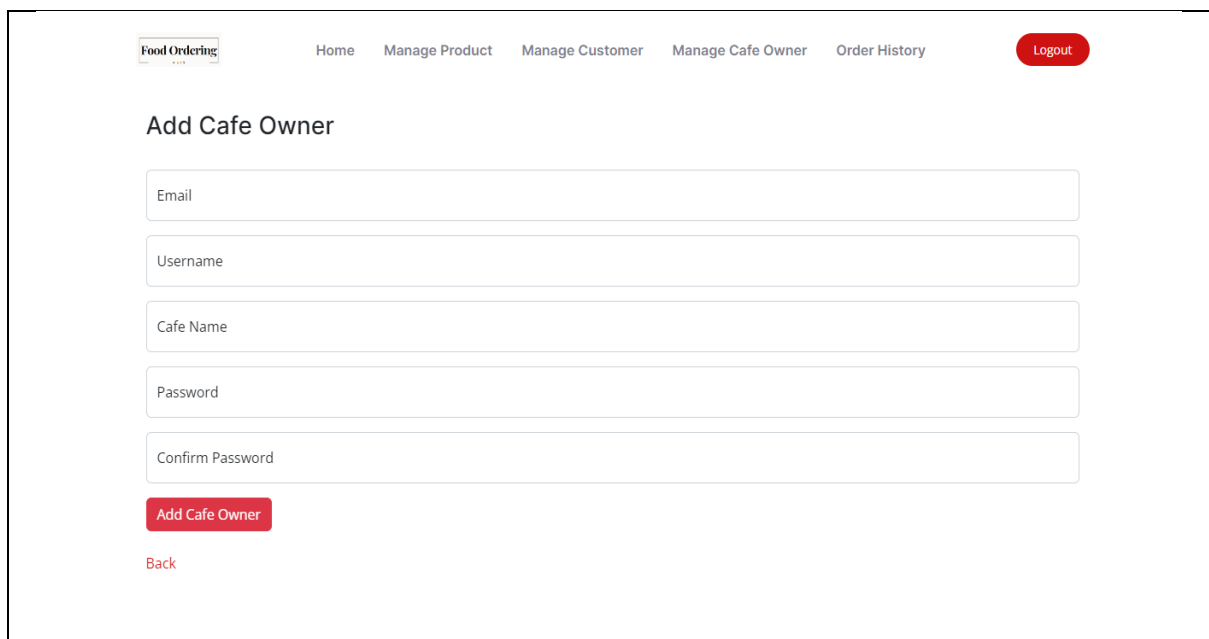 Food Ordering
Home Manage Product Manage Customer Manage Cafe Owner Order History Logout
Add Cafe Owner
Email
Username
Cafe Name
Password
Confirm Password
Add Cafe Owner
Back